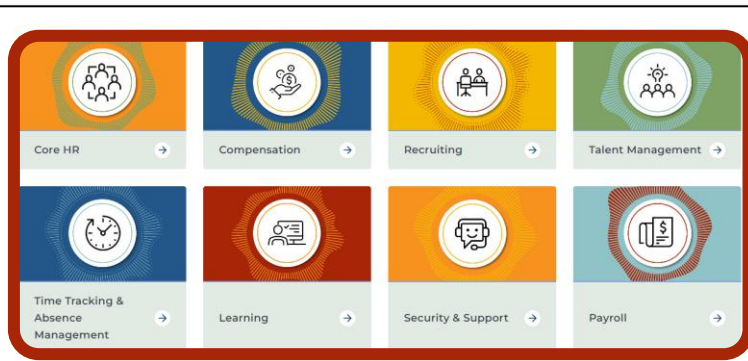 Core HR
Compensation
Recruiting
Talent Management
Time Tracking &
Absence
Management
Learning
Security & Support
Payroll